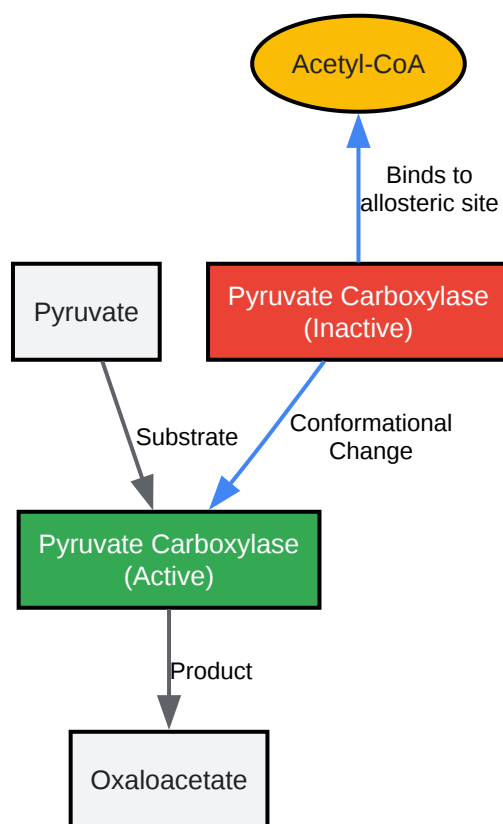 Acetyl-CoA
Binds to
allosteric site
Pyruvate
Pyruvate Carboxylase
(Inactive)
Substrate
Conformational
Change
Pyruvate Carboxylase
(Active)
Product
Oxaloacetate